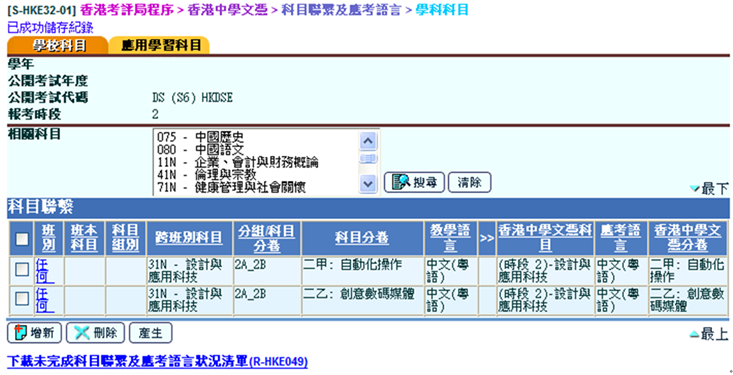 [S-HKE32-01] 香港考評局程序 > 香港中學文憑 > 科目聯繫及應考語言 > 學科科目
已成功儲存紀錄
學校科目 應用學習科目
學年
公開考試年度
公開考試代碼 DS (S6) HKDSE
報考時段 2
相關科目
075 - 中國歷史
080 - 中國語文
11N - 企業、會計與財務概論
41N - 倫理與宗教
71N - 健康管理與社會關懷
搜尋 清除
最下
科目聯繫
班別 班本科目 科目組別 跨班別科目 分組/科目分卷 科目分卷 教學語言 >> 香港中學文憑科目 應考語言 香港中學文憑分卷
任何 31N - 設計與應用科技 2A_2B 二甲: 自動化操作 中文(粵語) (時段 2)-設計與應用科技 中文(粵語) 二甲: 自動化操作
任何 31N - 設計與應用科技 2A_2B 二乙: 創意數碼媒體 中文(粵語) (時段 2)-設計與應用科技 中文(粵語) 二乙: 創意數碼媒體
增新 刪除 產生
最上
下載未完成科目聯繫及應考語言狀況清單(R-HKE049)